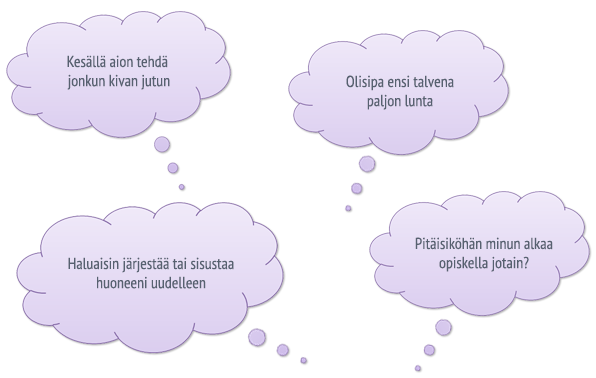 Kesällä aion tehdä
jonkun kivan jutun
Olisipa ensi talvena
paljon lunta
Haluaisin järjestää tai sisustaa
huoneeni uudelleen
Pitäisiköhän minun alkaa
opiskella jotain?